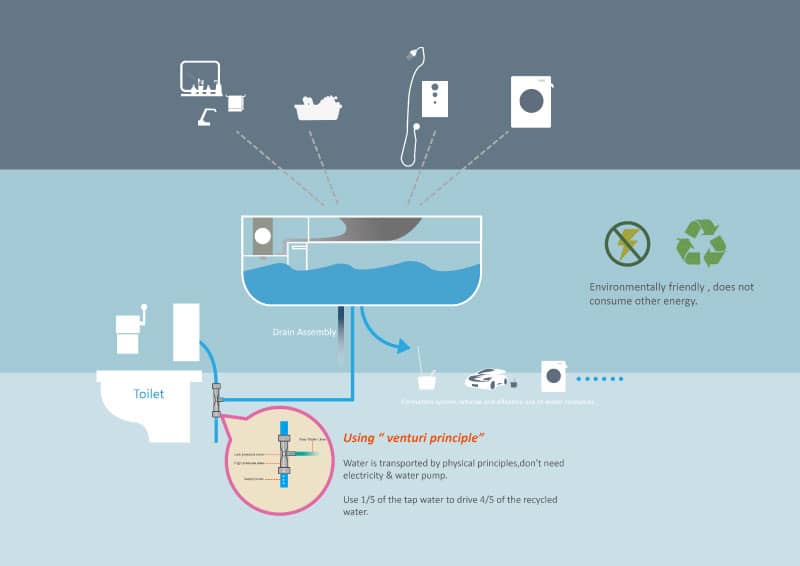 Environmentally friendly , does not
consume other energy.
Drain Assembly
Toilet
Using “ venturi principle”
Water is transported by physical principles,don’t need
electricity & water pump.
Use 1/5 of the tap water to drive 4/5 of the recycled
water.